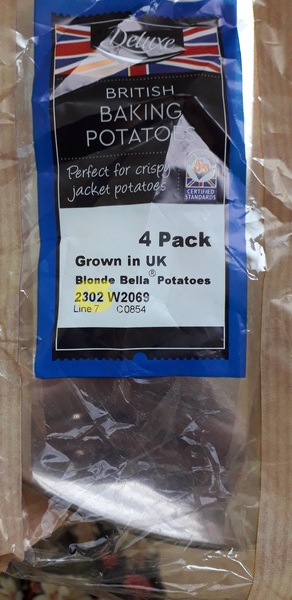 Deluxe
BRITISH
BAKING
POTATOES
Perfect for crispy
jacket potatoes
CERTIFIED
STANDARDS
4 Pack
Grown in UK
Blonde Bella® Potatoes
2302 W2069
Line 7 C0854